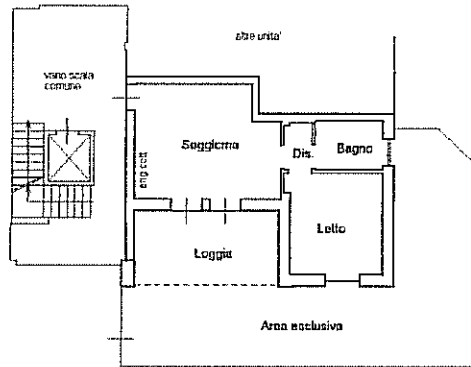 altre unita'
vano scala
comune
Soggiorno
Dis.
Bagno
ang. cott.
Letto
Loggia
Area esclusiva